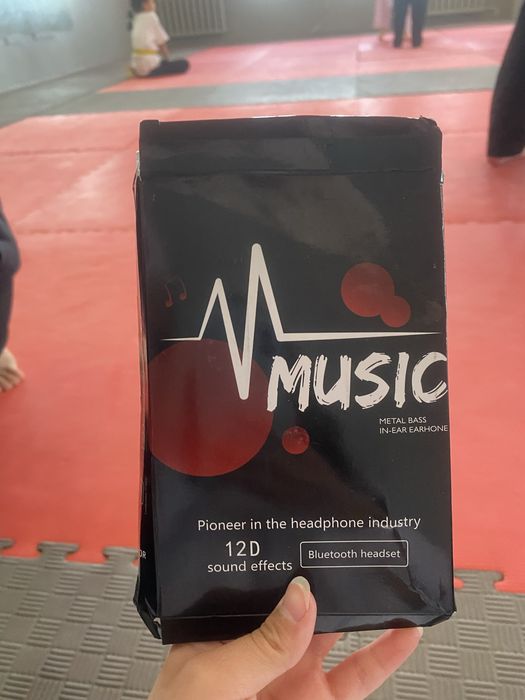 MUSIC
METAL BASS
IN-EAR EARHONE
Pioneer in the headphone industry
12D
sound effects
Bluetooth headset